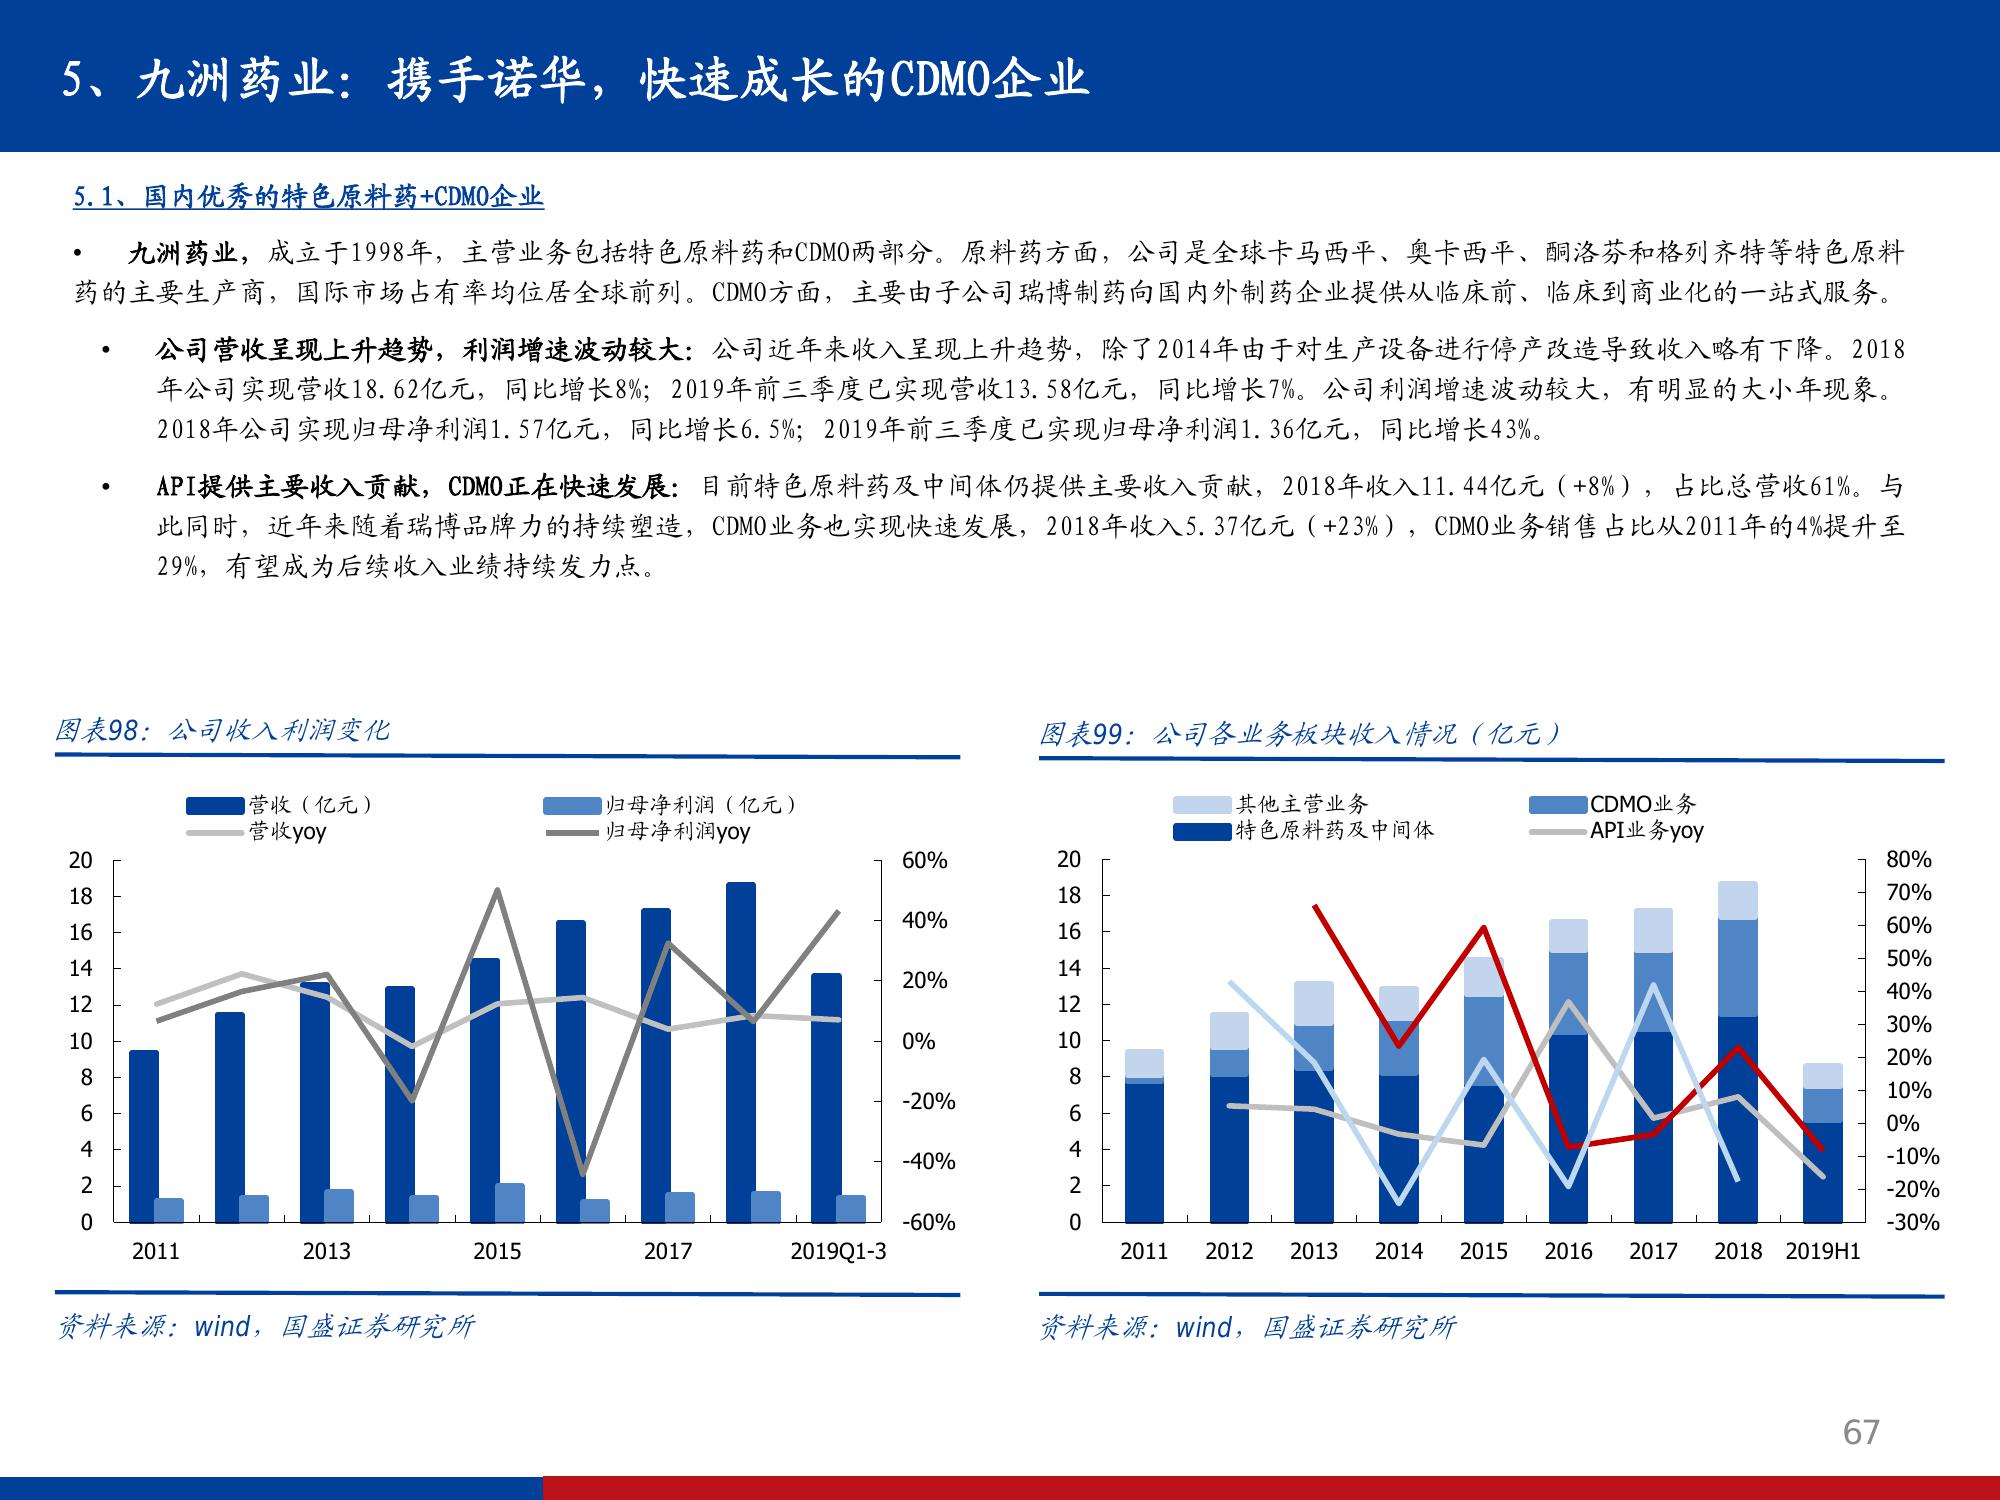 5、九洲药业：携手诺华，快速成长的CDMO企业
5.1、国内优秀的特色原料药+CDMO企业
• 九洲药业，成立于1998年，主营业务包括特色原料药和CDMO两部分。原料药方面，公司是全球卡马西平、奥卡西平、酮洛芬和格列齐特等特色原料
药的主要生产商，国际市场占有率均位居全球前列。CDMO方面，主要由子公司瑞博制药向国内外制药企业提供从临床前、临床到商业化的一站式服务。
• 公司营收呈现上升趋势，利润增速波动较大：公司近年来收入呈现上升趋势，除了2014年由于对生产设备进行停产改造导致收入略有下降。2018
年公司实现营收18.62亿元，同比增长8%；2019年前三季度已实现营收13.58亿元，同比增长7%。公司利润增速波动较大，有明显的大小年现象。
2018年公司实现归母净利润1.57亿元，同比增长6.5%；2019年前三季度已实现归母净利润1.36亿元，同比增长43%。
• API提供主要收入贡献，CDMO正在快速发展：目前特色原料药及中间体仍提供主要收入贡献，2018年收入11.44亿元（+8%），占比总营收61%。与
此同时，近年来随着瑞博品牌力的持续塑造，CDMO业务也实现快速发展，2018年收入5.37亿元（+23%），CDMO业务销售占比从2011年的4%提升至
29%，有望成为后续收入业绩持续发力点。
图表98：公司收入利润变化
营收（亿元） 归母净利润（亿元）
营收yoy 归母净利润yoy
20 60%
18
16 40%
14
12 20%
10 0%
8
6 -20%
4 -40%
2
0 -60%
2011 2013 2015 2017 2019Q1-3
资料来源：wind，国盛证券研究所
图表99：公司各业务板块收入情况（亿元）
其他主营业务 CDMO业务
特色原料药及中间体 API业务yoy
20 80%
18 70%
16 60%
14 50%
12 40%
10 30%
8 20%
6 10%
4 0%
2 -10%
0 -20%
-30%
2011 2012 2013 2014 2015 2016 2017 2018 2019H1
资料来源：wind，国盛证券研究所
67